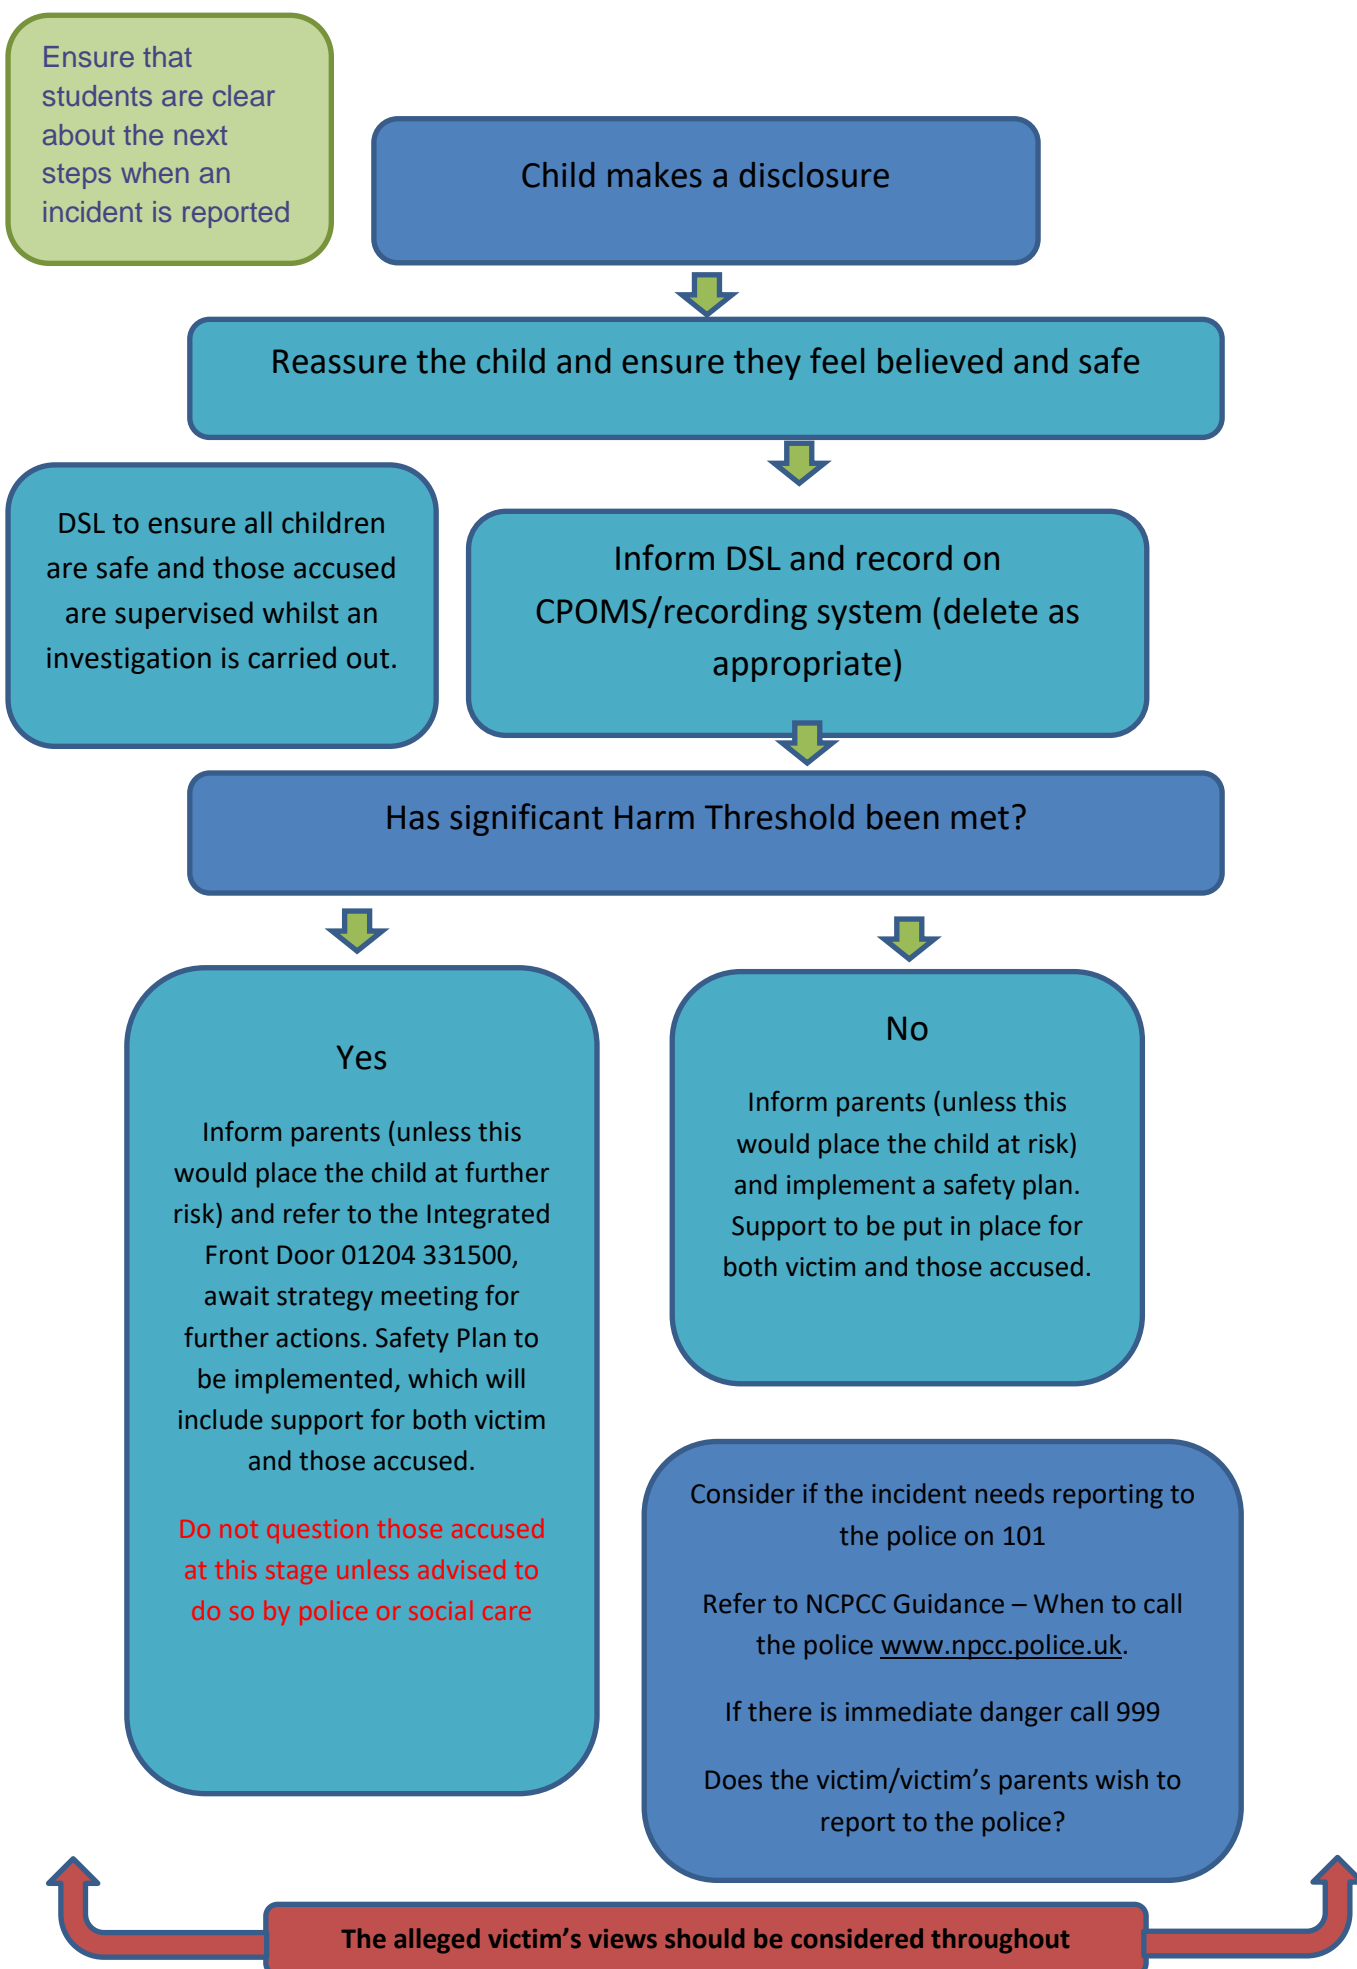 Ensure that
students are clear
about the next
steps when an
incident is reported
Child makes a disclosure
Reassure the child and ensure they feel believed and safe
DSL to ensure all children
are safe and those accused
are supervised whilst an
investigation is carried out.
Inform DSL and record on
CPOMS/recording system (delete as
appropriate)
Has significant Harm Threshold been met?
Yes
Inform parents (unless this
would place the child at further
risk) and refer to the Integrated
Front Door 01204 331500,
await strategy meeting for
further actions. Safety Plan to
be implemented, which will
include support for both victim
and those accused.
Do not question those accused
at this stage unless advised to
do so by police or social care
No
Inform parents (unless this
would place the child at risk)
and implement a safety plan.
Support to be put in place for
both victim and those accused.
Consider if the incident needs reporting to
the police on 101
Refer to NCPCC Guidance – When to call
the police www.npcc.police.uk.
If there is immediate danger call 999
Does the victim/victim’s parents wish to
report to the police?
The alleged victim’s views should be considered throughout